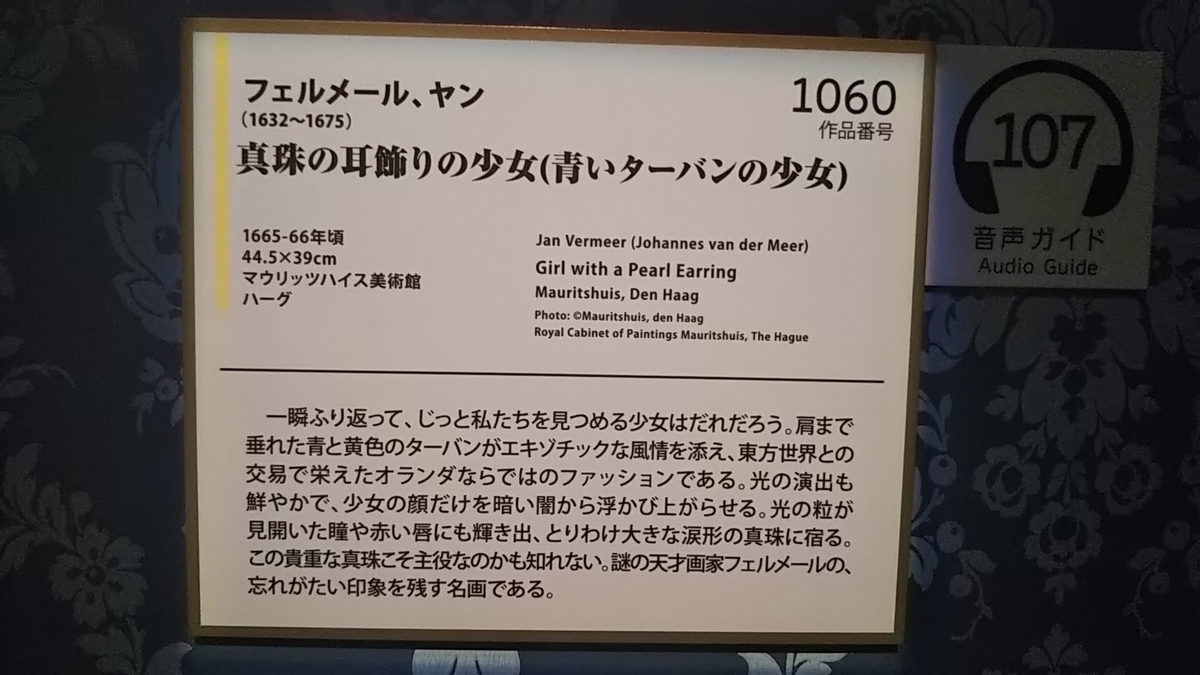 フェルメール、ヤン
(1632〜1675)
真珠の耳飾りの少女(青いターバンの少女)
1060
作品番号
1665-66年頃
44.5×39cm
マウリッツハイス美術館
ハーグ
Jan Vermeer (Johannes van der Meer)
Girl with a Pearl Earring
Mauritshuis, Den Haag
Photo: ©Mauritshuis, den Haag
Royal Cabinet of Paintings Mauritshuis, The Hague
一瞬ふり返って、じっと私たちを見つめる少女はだれだろう。肩まで
垂れた青と黄色のターバンがエキゾチックな風情を添え、東方世界との
交易で栄えたオランダならではのファッションである。光の演出も
鮮やかで、少女の顔だけを暗い闇から浮かび上がらせる。光の粒が
見開いた瞳や赤い唇にも輝き出、とりわけ大きな涙形の真珠に宿る。
この貴重な真珠こそ主役なのかも知れない。謎の天才画家フェルメールの、
忘れがたい印象を残す名画である。
107
音声ガイド
Audio Guide